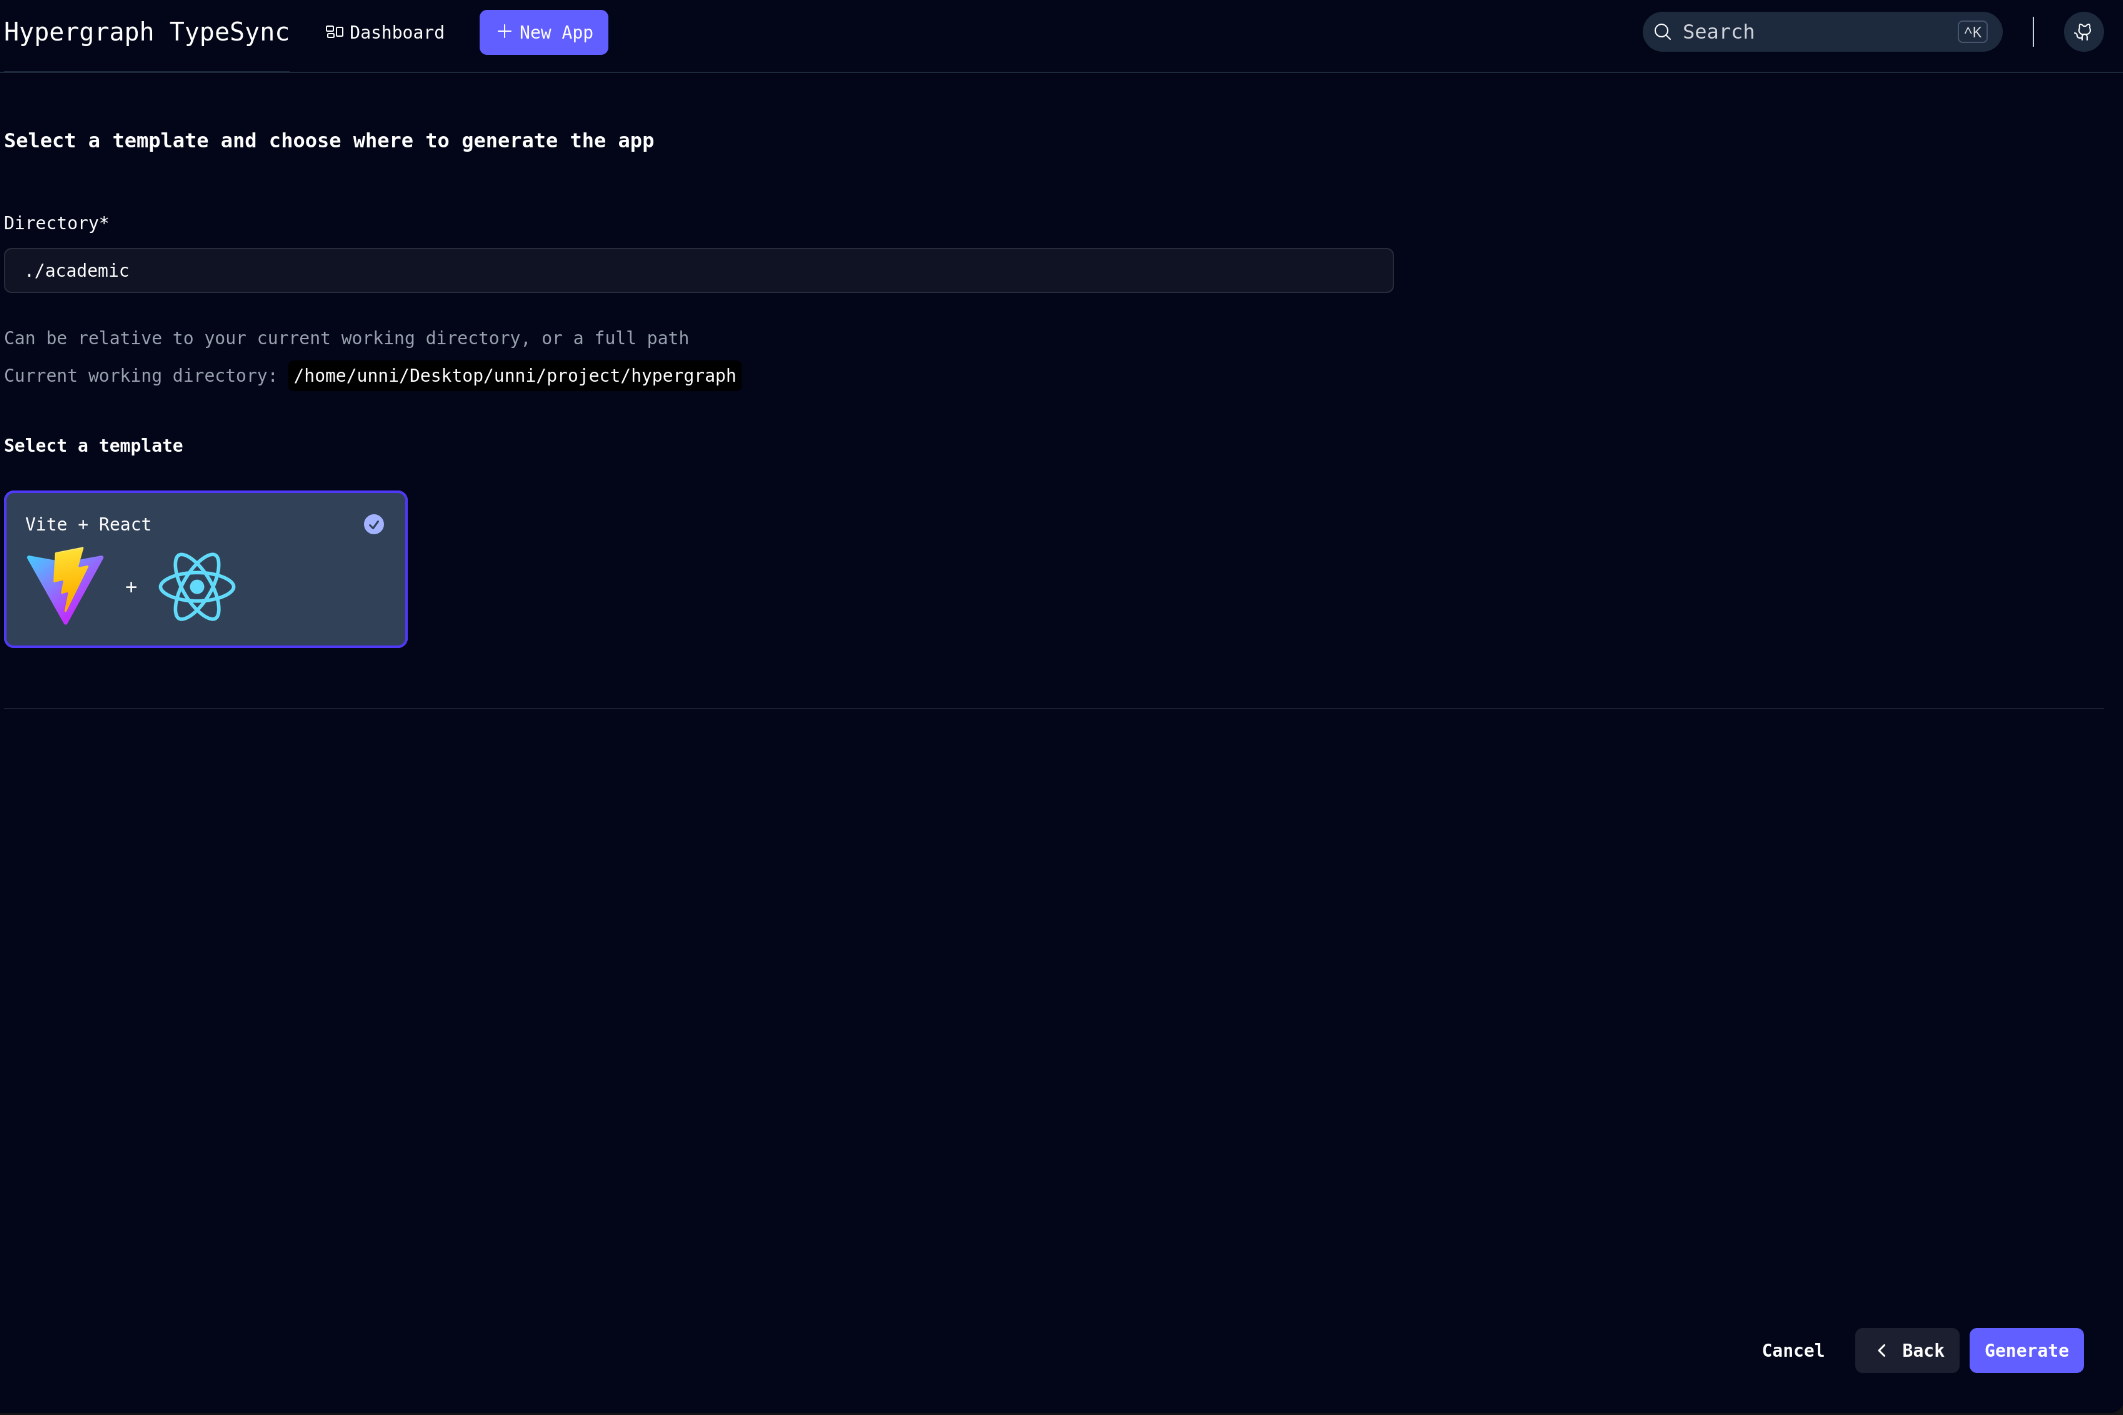 Hypergraph TypeSync
Dashboard
+ New App
Search
^K
Select a template and choose where to generate the app
Directory*
./academic
Can be relative to your current working directory, or a full path
Current working directory: /home/unni/Desktop/unni/project/hypergraph
Select a template
Vite + React
+
Cancel
Back
Generate